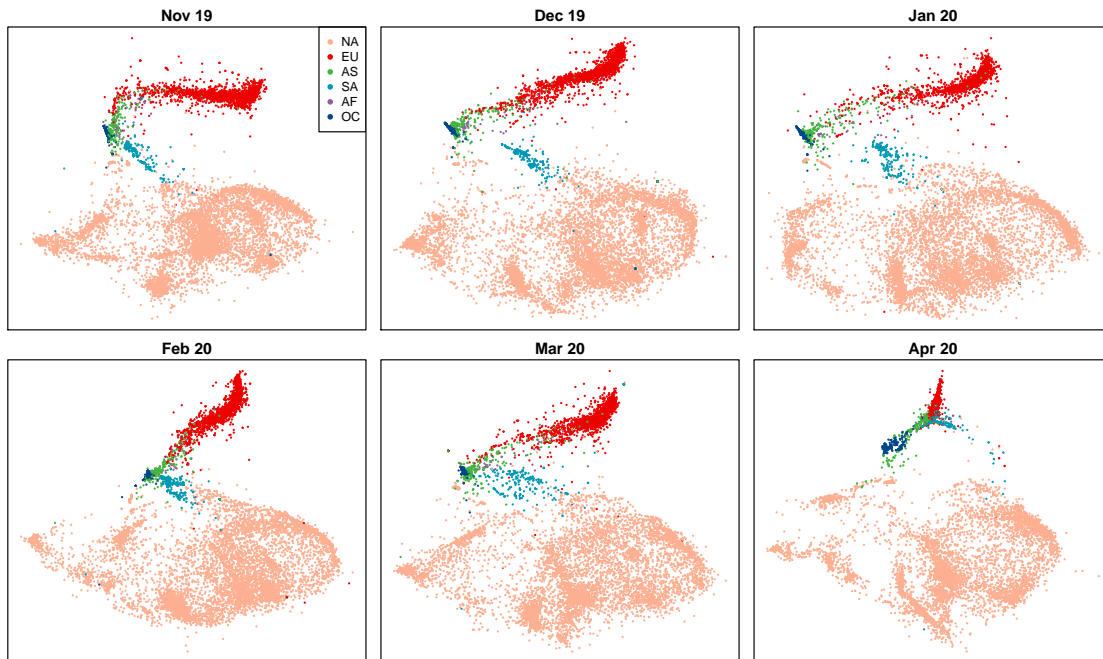 Nov 19
Dec 19
Jan 20
NA
EU
AS
SA
AF
OC
Feb 20
Mar 20
Apr 20